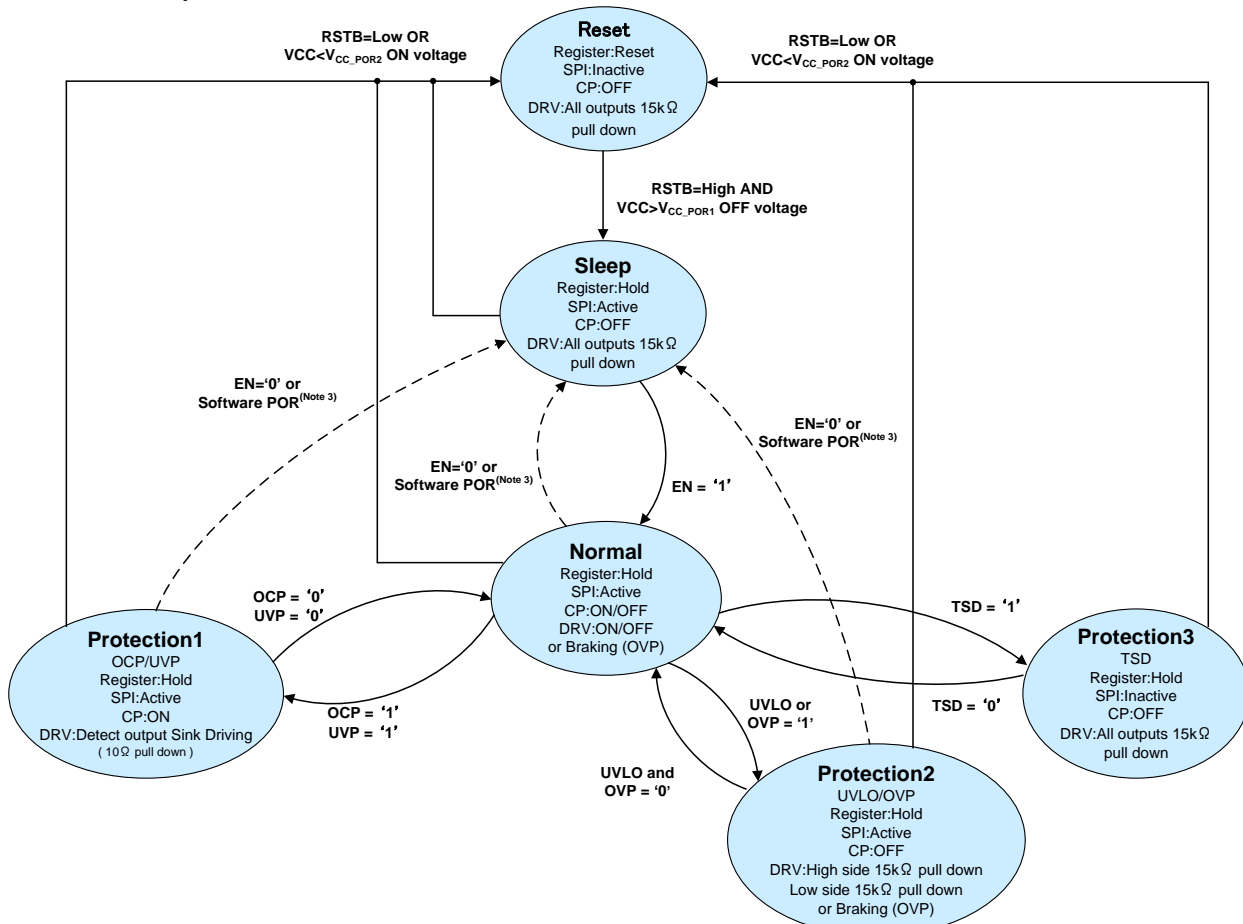 Reset
Register:Reset
SPI:Inactive
CP:OFF
DRV:All outputs 15kΩ
pull down
RSTB=Low OR
VCC<VCC_POR2 ON voltage
RSTB=Low OR
VCC<VCC_POR2 ON voltage
RSTB=High AND
VCC>VCC_POR1 OFF voltage
Sleep
Register:Hold
SPI:Active
CP:OFF
DRV:All outputs 15kΩ
pull down
EN='0' or
Software POR(Note 3)
EN='0' or
Software POR(Note 3)
EN='0' or
Software POR(Note 3)
EN = '1'
Normal
Register:Hold
SPI:Active
CP:ON/OFF
DRV:ON/OFF
or Braking (OVP)
OCP = '0'
UVP = '0'
OCP = '1'
UVP = '1'
TSD = '1'
TSD = '0'
UVLO or
OVP = '1'
UVLO and
OVP = '0'
Protection1
OCP/UVP
Register:Hold
SPI:Active
CP:ON
DRV:Detect output Sink Driving
( 10Ω pull down )
Protection3
TSD
Register:Hold
SPI:Inactive
CP:OFF
DRV:All outputs 15kΩ
pull down
Protection2
UVLO/OVP
Register:Hold
SPI:Active
CP:OFF
DRV:High side 15kΩ pull down
Low side 15kΩ pull down
or Braking (OVP)